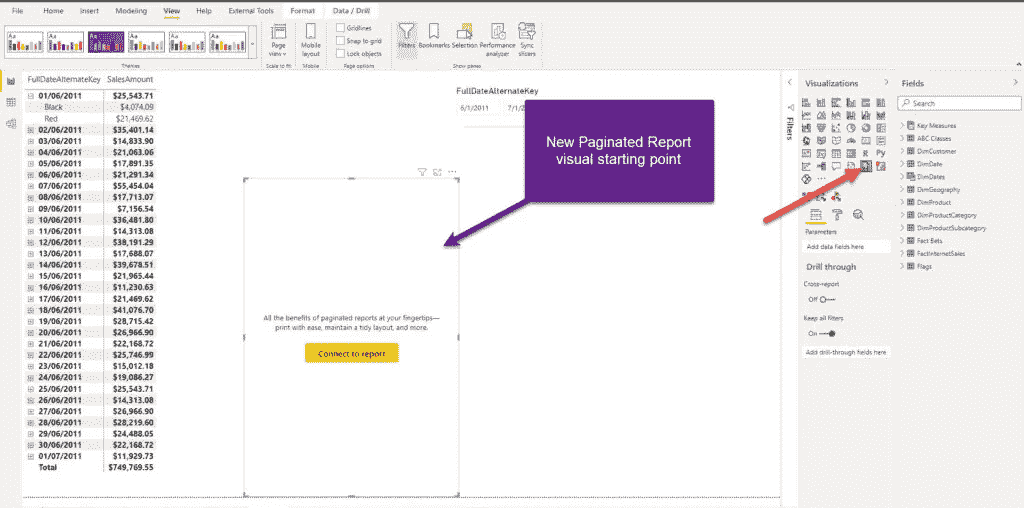 File Home Insert Modeling View Help External Tools Format Data / Drill
Aa Aa Aa Aa Aa Aa
Page view
Mobile layout
Gridlines
Snap to grid
Lock objects
Filters Bookmarks Selection Performance analyzer Sync slicers
Themes Scale to fit Mobile Page options Show panes
FullDateAlternateKey SalesAmount
01/06/2011 $25,543.71
Black $4,074.09
Red $21,469.62
02/06/2011 $35,401.14
03/06/2011 $14,833.90
04/06/2011 $21,063.06
05/06/2011 $17,891.35
06/06/2011 $21,291.34
07/06/2011 $55,454.04
08/06/2011 $17,713.07
09/06/2011 $7,156.54
10/06/2011 $36,481.80
11/06/2011 $14,313.08
12/06/2011 $38,191.29
13/06/2011 $17,688.07
14/06/2011 $39,678.51
15/06/2011 $21,965.44
16/06/2011 $11,230.63
17/06/2011 $21,469.62
18/06/2011 $41,076.70
19/06/2011 $28,715.42
20/06/2011 $26,966.90
21/06/2011 $22,168.72
22/06/2011 $25,746.99
23/06/2011 $15,012.18
24/06/2011 $19,086.27
25/06/2011 $25,543.71
26/06/2011 $14,313.08
27/06/2011 $26,966.90
28/06/2011 $28,219.60
29/06/2011 $24,488.05
30/06/2011 $22,168.72
01/07/2011 $11,929.73
Total $749,769.55
FullDateAlternateKey
6/1/2011 7/1/
New Paginated Report
visual starting point
All the benefits of paginated reports at your fingertips—
print with ease, maintain a tidy layout, and more.
Connect to report
Filters
Visualizations
R Py
Parameters
Add data fields here
Drill through
Cross-report
Off
Keep all filters
On
Add drill-through fields here
Fields
Search
Key Measures
ABC Classes
DimCustomer
DimDate
DimDates
DimGeography
DimProduct
DimProductCategory
DimProductSubcategory
Fact Bets
FactInternetSales
Flags